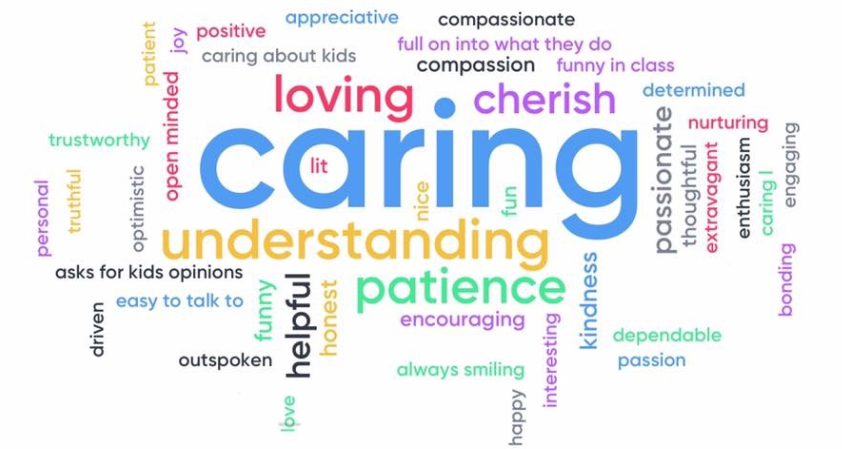 appreciative
compassionate
patient
joy
positive
full on into what they do
caring about kids
compassion
funny in class
loving
cherish
determined
open minded
nurturing
trustworthy
caring
lit
passionate
thoughtful
extravagant
enthusiasm
caring I
engaging
personal
truthful
optimistic
nice
fun
understanding
asks for kids opinions
patience
kindness
bonding
easy to talk to
driven
funny
helpful
honest
encouraging
interesting
dependable
outspoken
passion
always smiling
love
happy